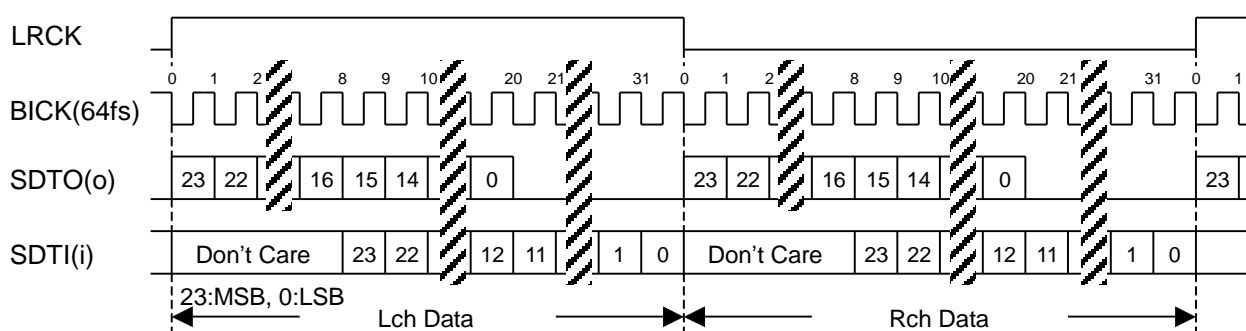 LRCK
0 1 2 8 9 10 20 21 31 0 1 2 8 9 10 20 21 31 0 1
BICK(64fs)
SDTO(o) 23 22 16 15 14 0 23 22 16 15 14 0 23
SDTI(i) Don't Care 23 22 12 11 1 0 Don't Care 23 22 12 11 1 0
23:MSB, 0:LSB
Lch Data Rch Data